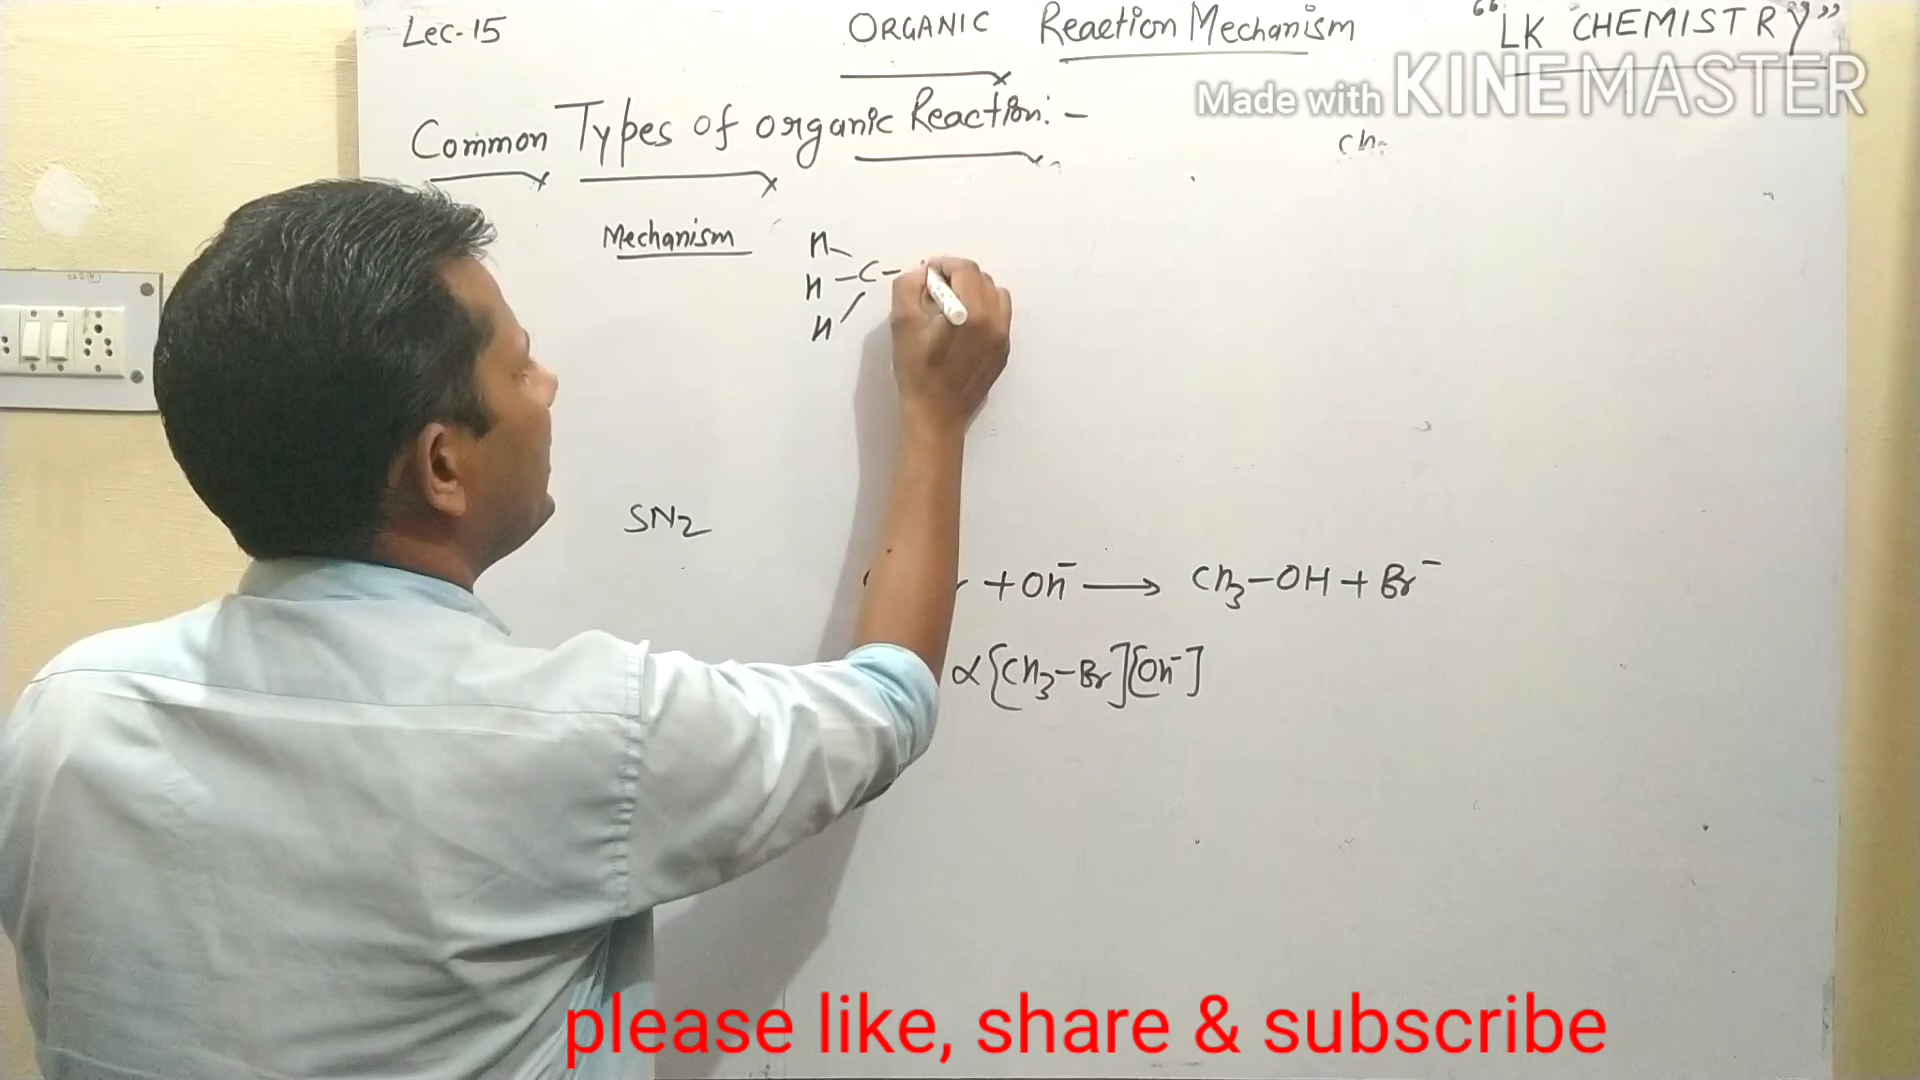 Lec-15
ORGANIC Reaction Mechanism
"LK CHEMISTRY"
Made with KINEMASTER
Common Types of organic Reaction:-
Mechanism
H
H-C-
H
SN2
+ OH⁻ ⟶ CH3-OH + Br⁻
∝ [CH3-Br][OH⁻]
please like, share & subscribe